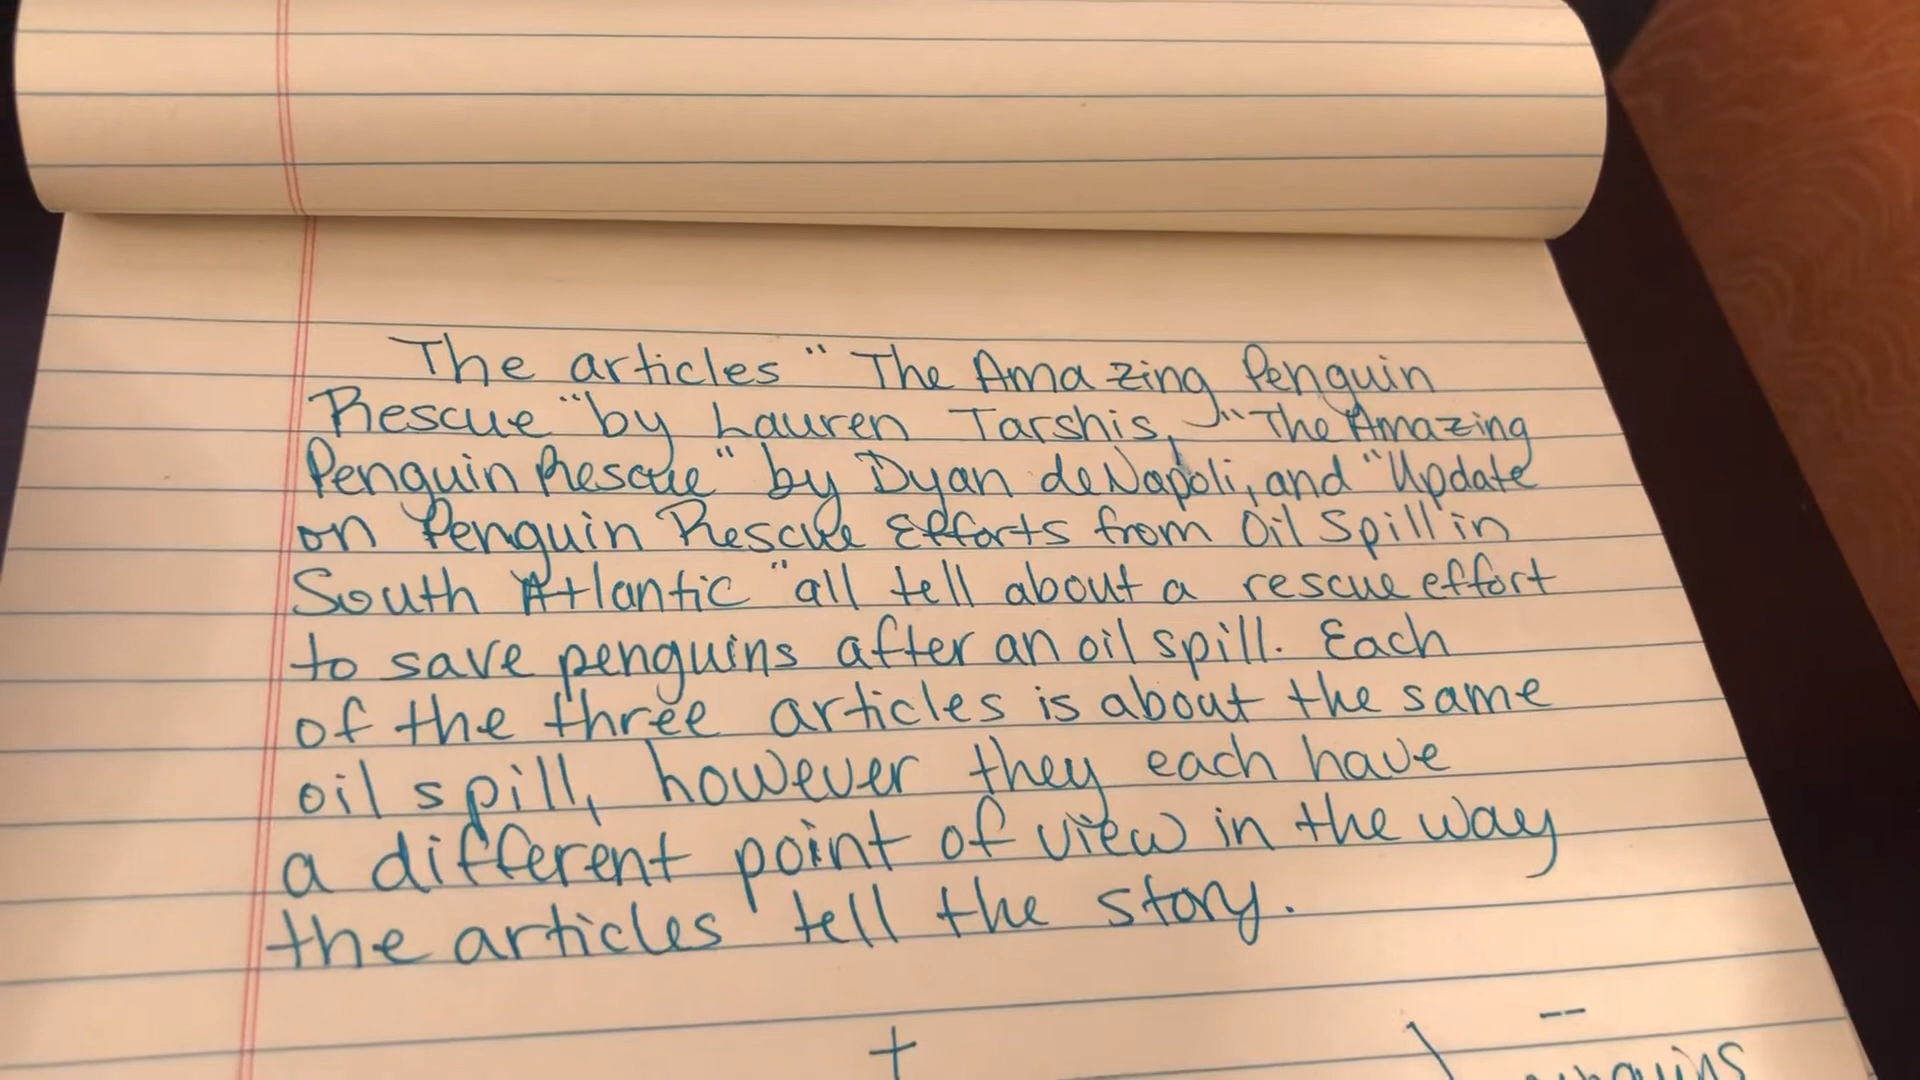 The articles "The Amazing Penguin
Rescue" by Lauren Tarshis, "The Amazing
Penguin Rescue" by Dyan deNapoli, and "Update
on Penguin Rescue Efforts from Oil Spill in
South Atlantic" all tell about a rescue effort
to save penguins after an oil spill. Each
of the three articles is about the same
oil spill, however they each have
a different point of view in the way
the articles tell the story.